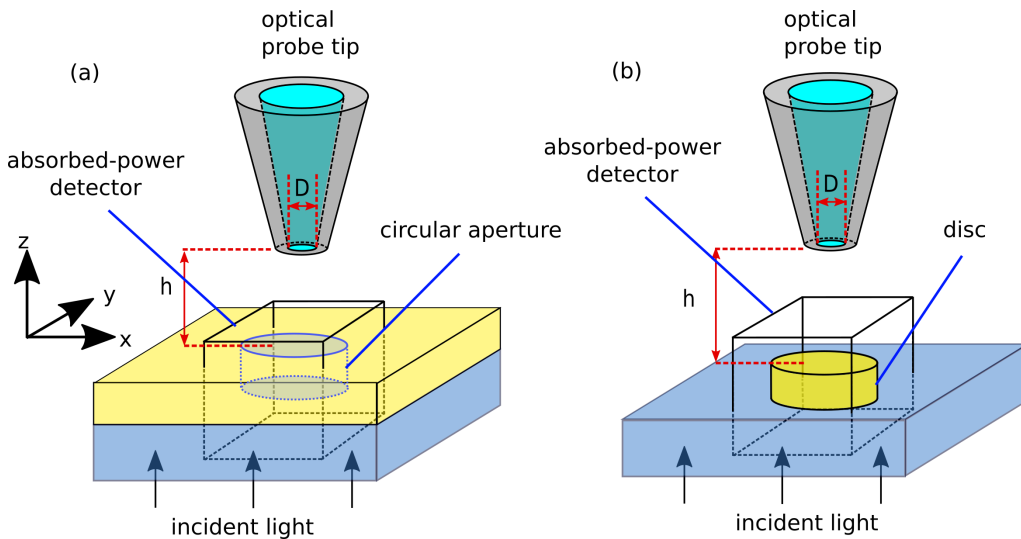 (a)
optical
probe tip
absorbed-power
detector
D
circular aperture
h
z
y
x
incident light
(b)
optical
probe tip
absorbed-power
detector
D
disc
h
incident light